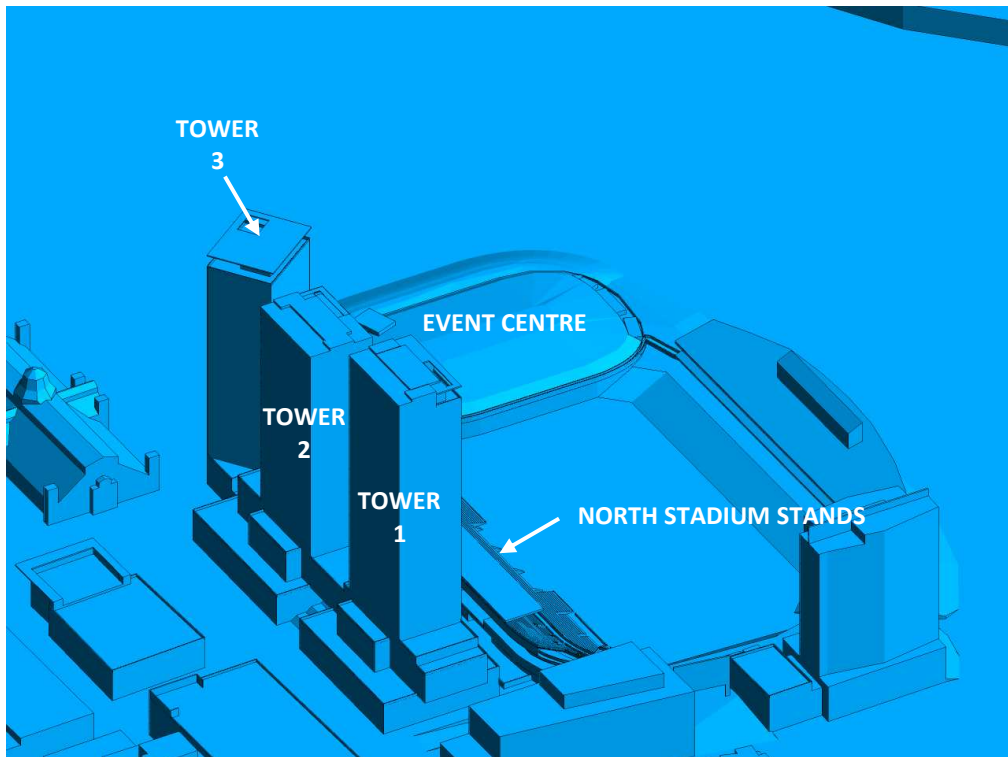 TOWER
3
EVENT CENTRE
TOWER
2
TOWER
1
NORTH STADIUM STANDS